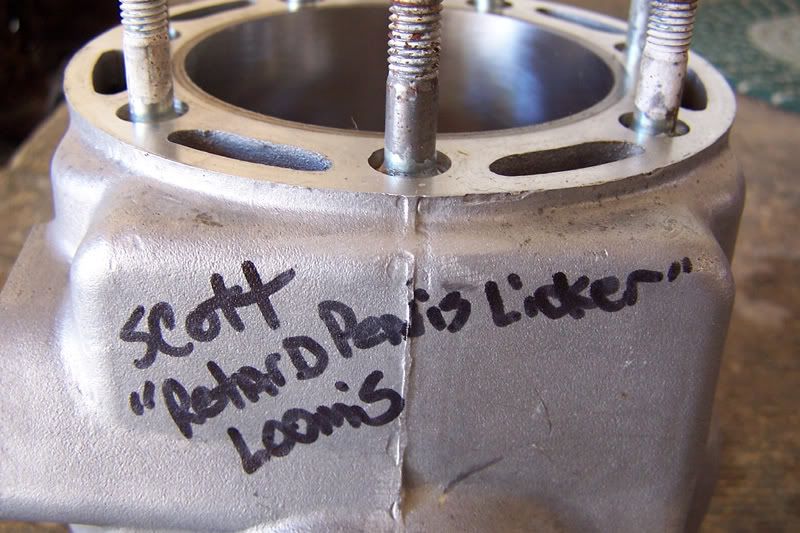 Scott
"RetarD Penis Licker"
Loomis